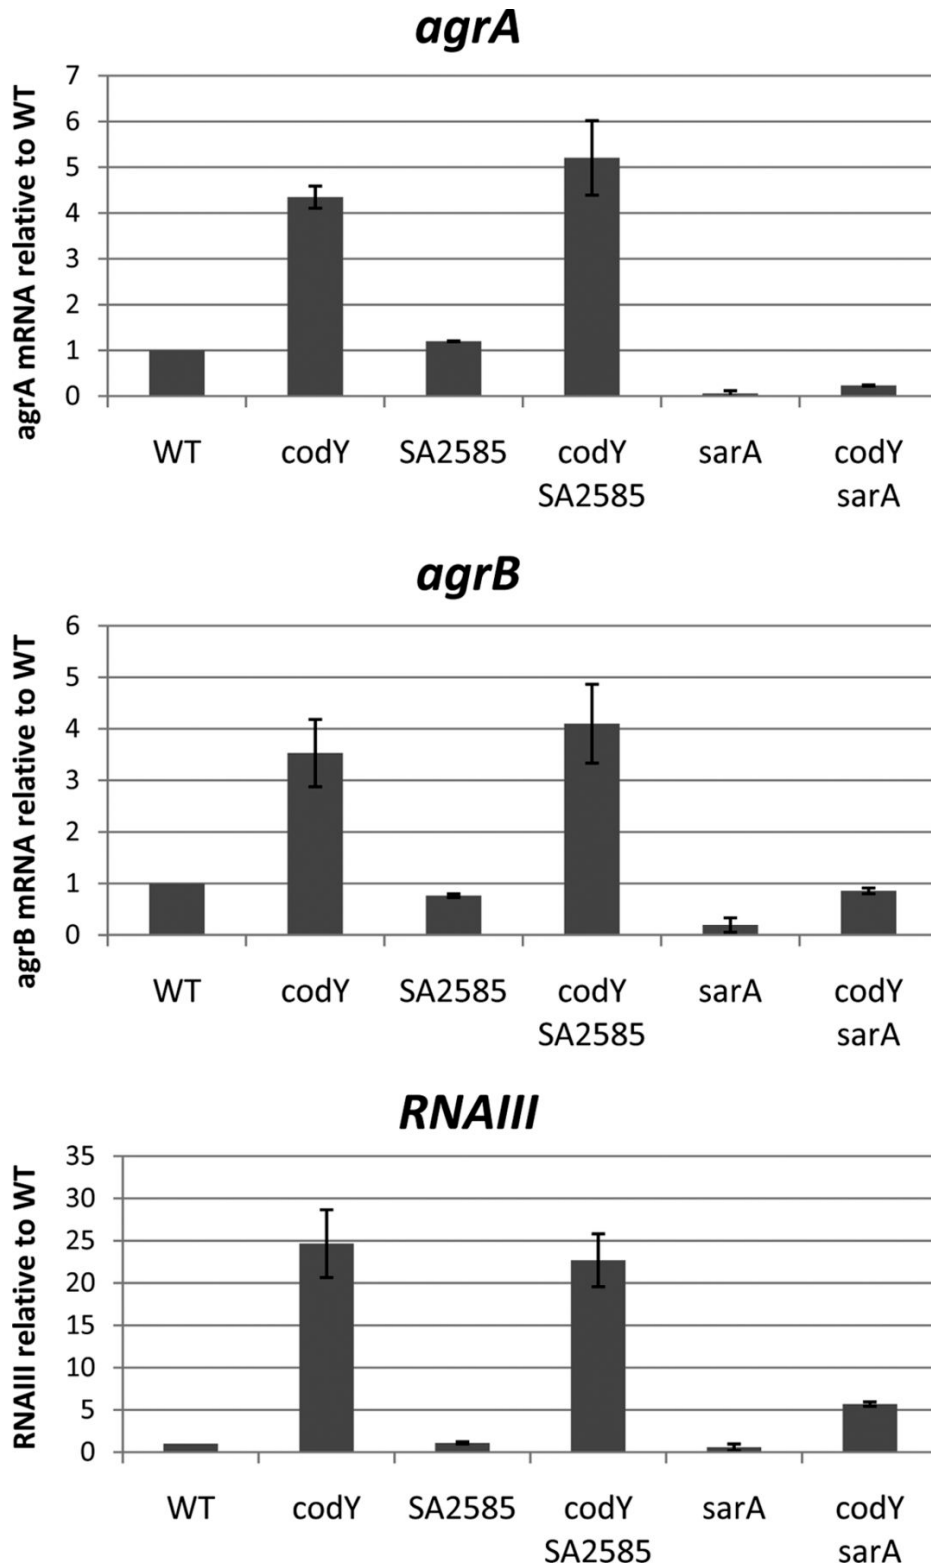 agrA
agrA mRNA relative to WT
7
6
5
4
3
2
1
0
WT codY SA2585 codY sarA codY
SA2585 sarA
agrB
agrB mRNA relative to WT
6
5
4
3
2
1
0
WT codY SA2585 codY sarA codY
SA2585 sarA
RNAIII
RNAIII relative to WT
35
30
25
20
15
10
5
0
WT codY SA2585 codY sarA codY
SA2585 sarA